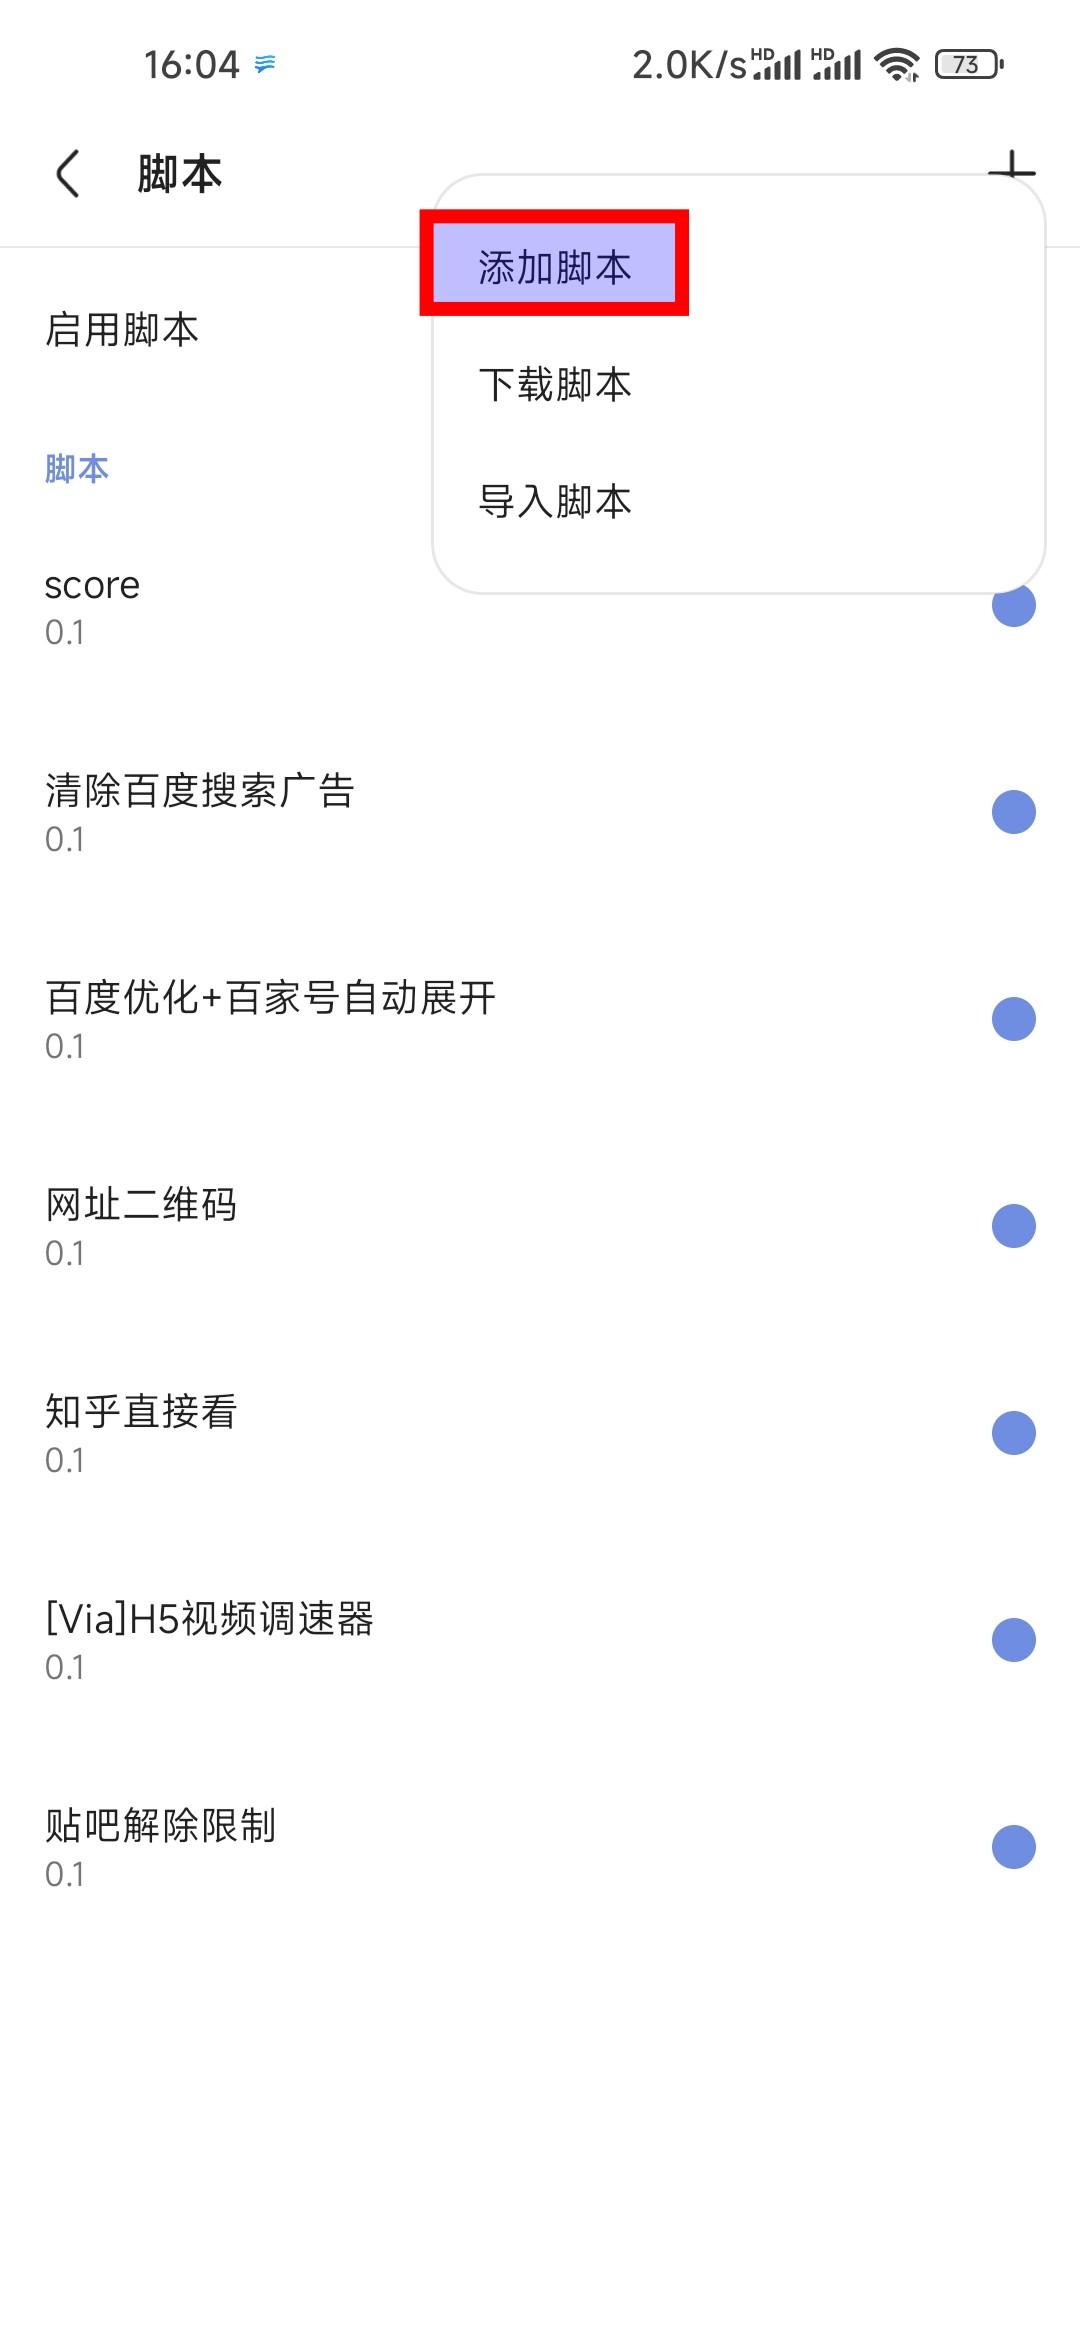 16:04
2.0K/s HD HD 73
脚本
添加脚本
启用脚本
下载脚本
脚本
导入脚本
score
0.1
清除百度搜索广告
0.1
百度优化+百家号自动展开
0.1
网址二维码
0.1
知乎直接看
0.1
[Via]H5视频调速器
0.1
贴吧解除限制
0.1